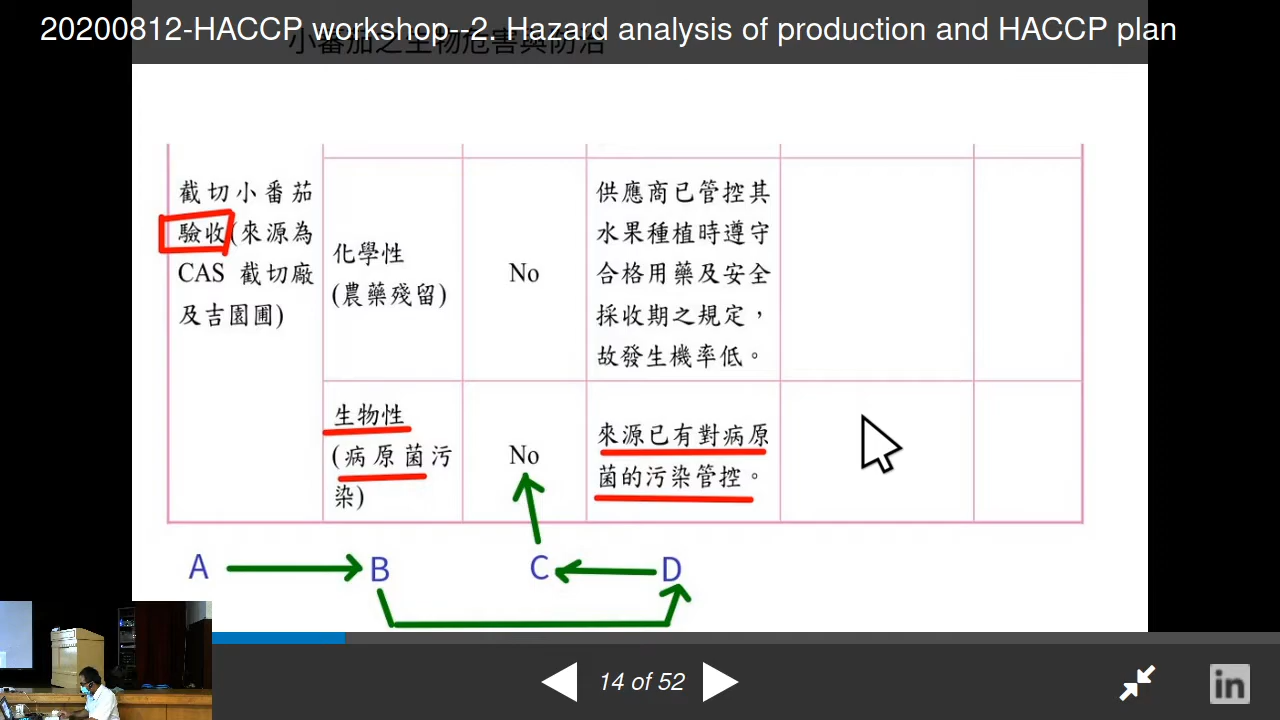 20200812-HACCP workshop--2. Hazard analysis of production and HACCP plan
小番茄之生物危害與防治
截切小番茄
驗收(來源為
CAS 截切廠
及吉園圃)
化學性
(農藥殘留)
No
供應商已管控其
水果種植時遵守
合格用藥及安全
採收期之規定，
故發生機率低。
生物性
(病原菌污
染)
No
來源已有對病原
菌的污染管控。
A
B
C
D
14 of 52
in